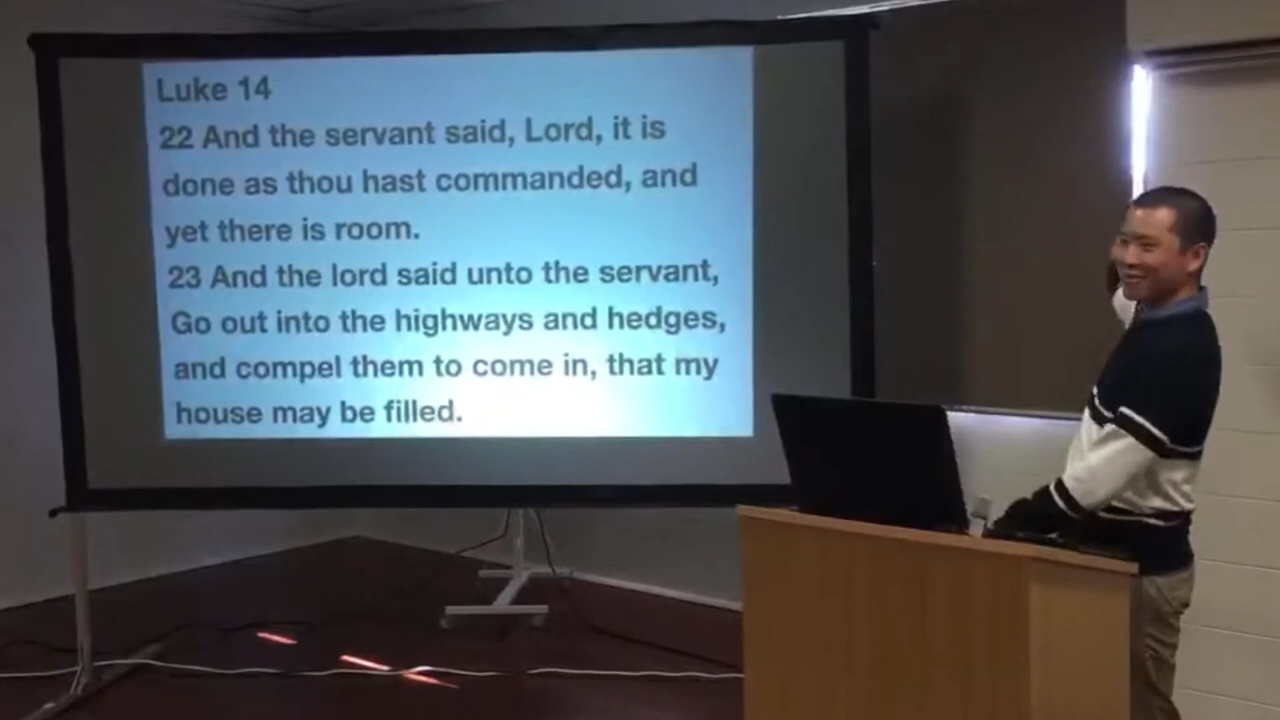 Luke 14
22 And the servant said, Lord, it is
done as thou hast commanded, and
yet there is room.
23 And the lord said unto the servant,
Go out into the highways and hedges,
and compel them to come in, that my
house may be filled.